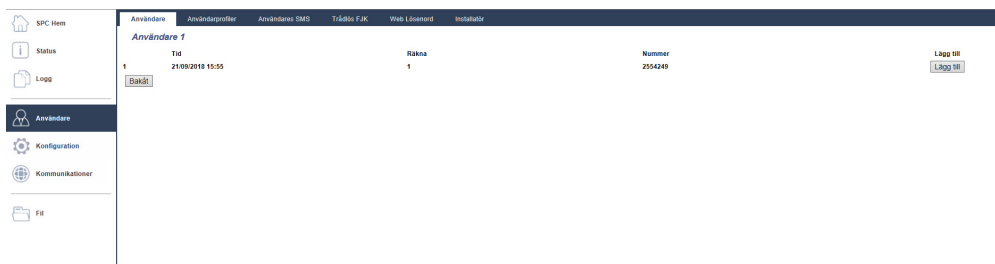 SPC Hem
Status
Logg
Användare
Konfiguration
Kommunikationer
Fil
Användare Användarprofiler Användares SMS Trådlös FJK Web Lösenord Installatör
Användare 1
Tid Räkna Nummer Lägg till
1 21/09/2018 15:55 1 2554249 Lägg till
Bakåt